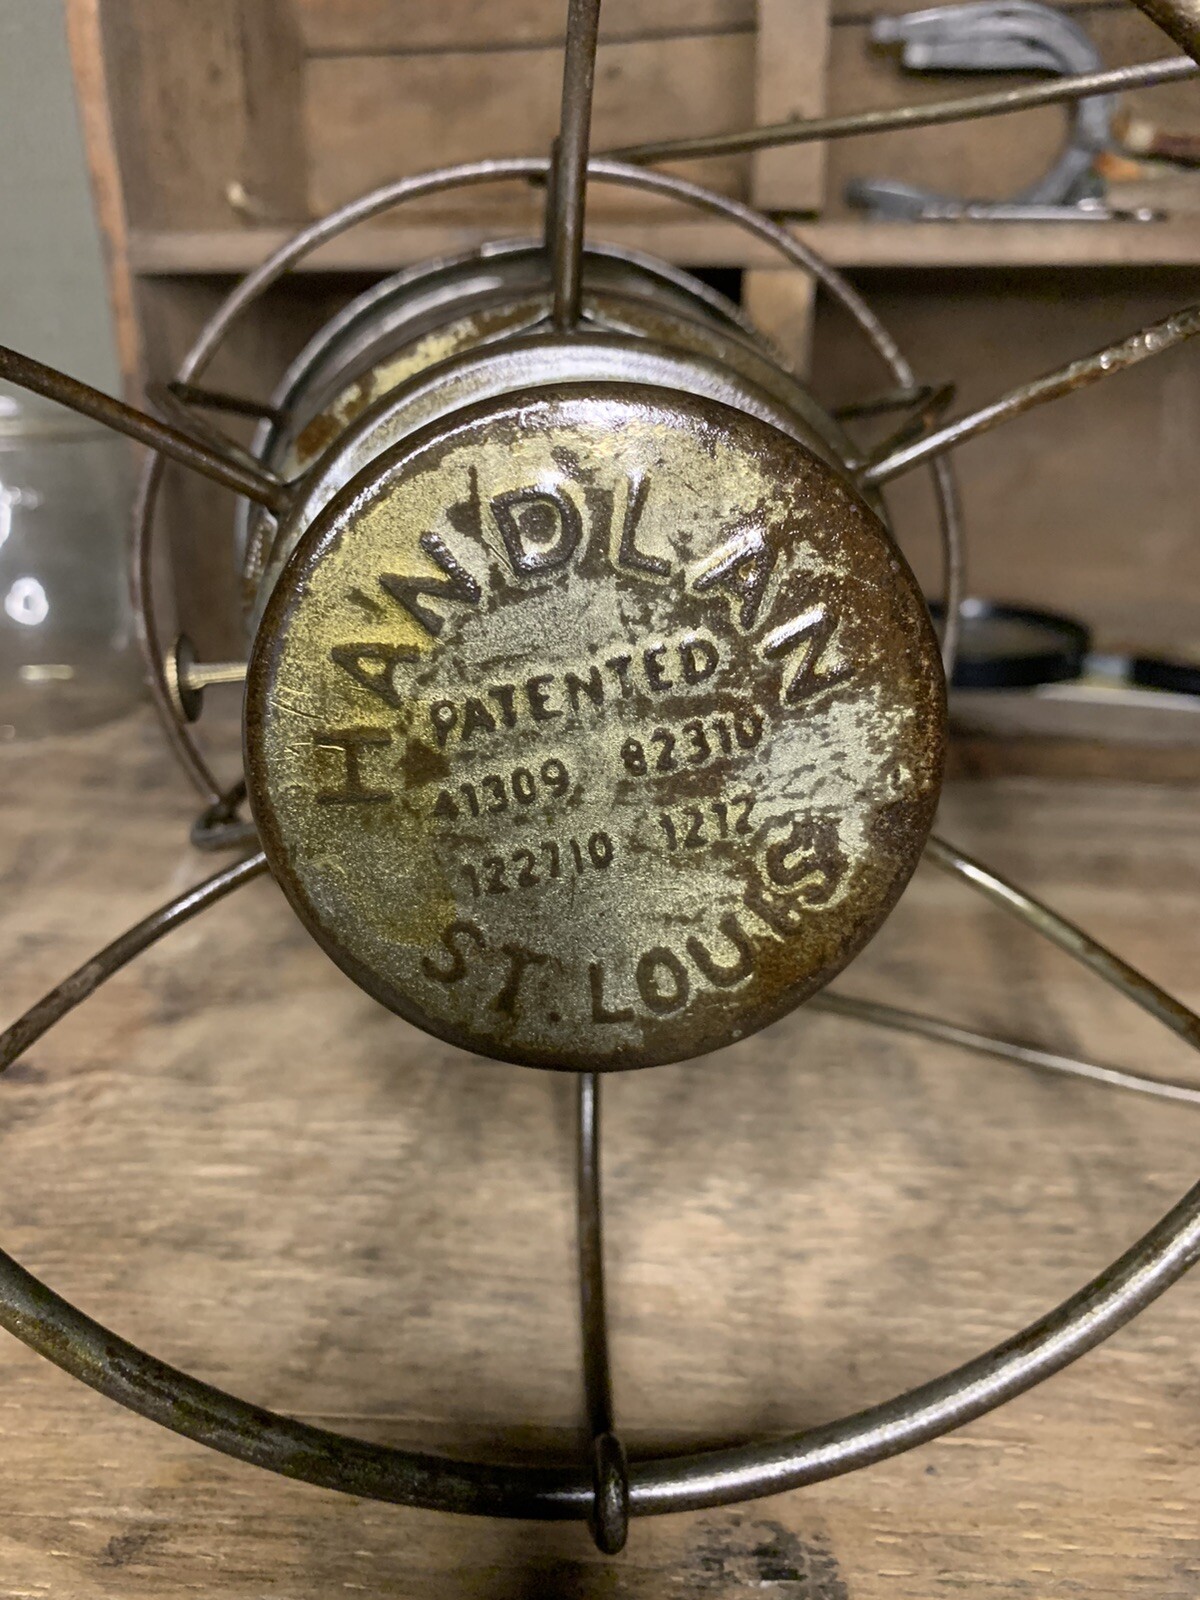 HANDLAN
PATENTED
41309 82310
122710 1212
ST. LOUIS